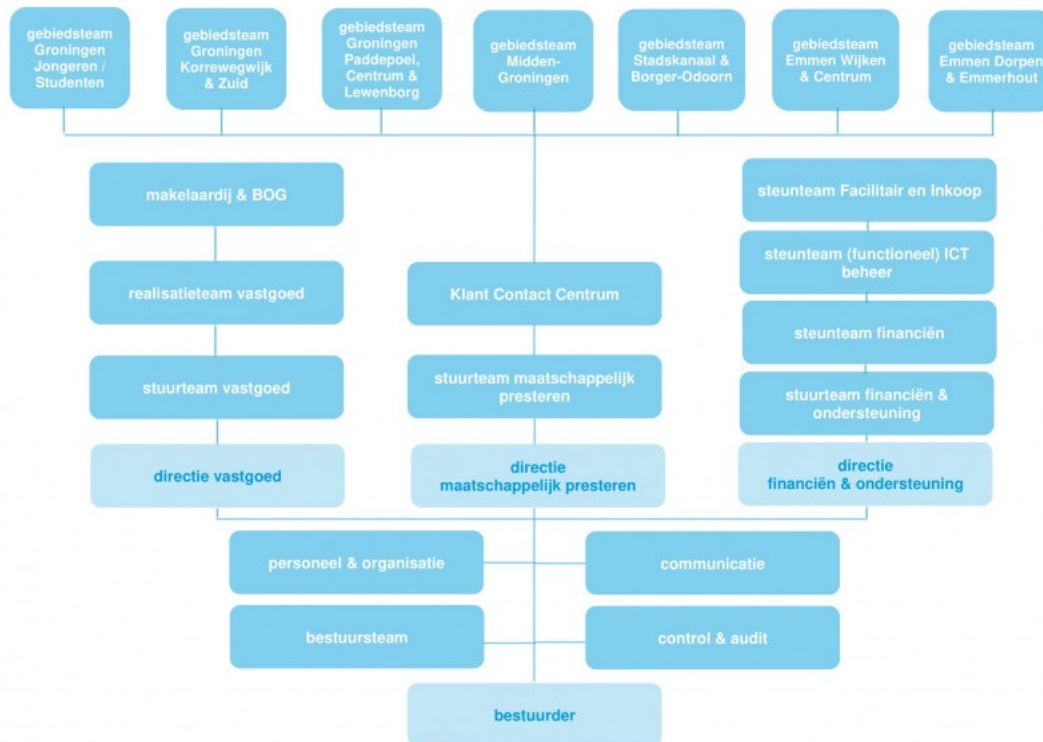 gebiedsteam
Groningen
Jongeren /
Studenten
gebiedsteam
Groningen
Korrewegwijk
& Zuid
gebiedsteam
Groningen
Paddepoel,
Centrum &
Lewenborg
gebiedsteam
Midden-
Groningen
gebiedsteam
Stadskanaal &
Borger-Odoorn
gebiedsteam
Emmen Wijken
& Centrum
gebiedsteam
Emmen Dorpen
& Emmerhout
makelaardij & BOG
realisatieteam vastgoed
stuurteam vastgoed
directie vastgoed
Klant Contact Centrum
stuurteam maatschappelijk
presteren
directie
maatschappelijk presteren
steunteam Facilitair en Inkoop
steunteam (functioneel) ICT
beheer
steunteam financiën
stuurteam financiën &
ondersteuning
directie
financiën & ondersteuning
personeel & organisatie
communicatie
bestuursteam
control & audit
bestuurder